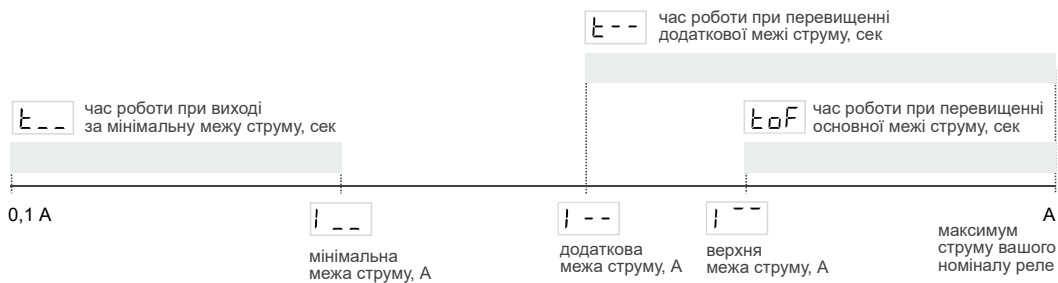 t--
час роботи при перевищенні
додаткової межі струму, сек
t__
час роботи при виході
за мінімальну межу струму, сек
toF
час роботи при перевищенні
основної межі струму, сек
0,1 А
I__
мінімальна
межа струму, А
I--
додаткова
межа струму, А
I¯¯
верхня
межа струму, А
А
максимум
струму вашого
номіналу реле